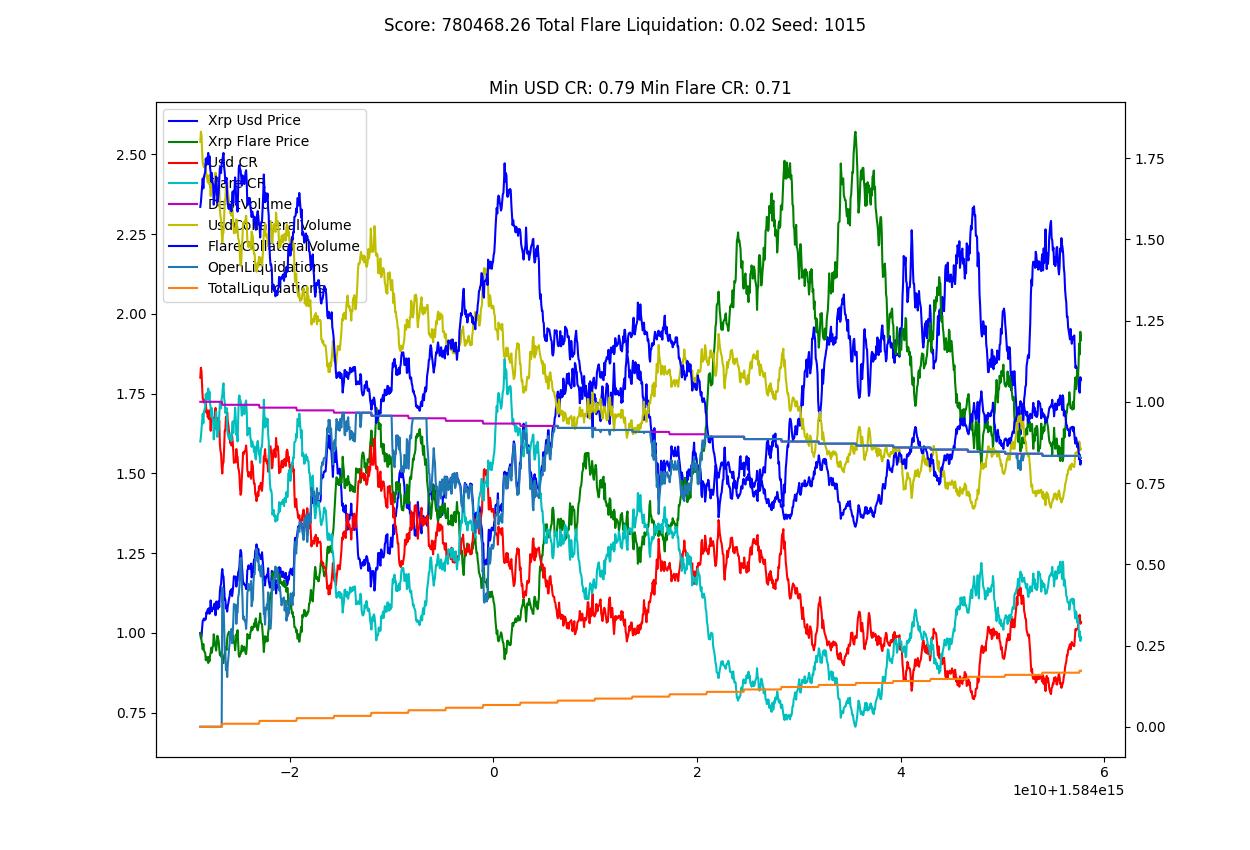 Score: 780468.26 Total Flare Liquidation: 0.02 Seed: 1015
Min USD CR: 0.79 Min Flare CR: 0.71
Xrp Usd Price
Xrp Flare Price
Usd CR
Flare CR
DebtVolume
UsdCollateralVolume
FlareCollateralVolume
OpenLiquidations
TotalLiquidations
2.50
2.25
2.00
1.75
1.50
1.25
1.00
0.75
1.75
1.50
1.25
1.00
0.75
0.50
0.25
0.00
−2 0 2 4 6
1e10+1.584e15